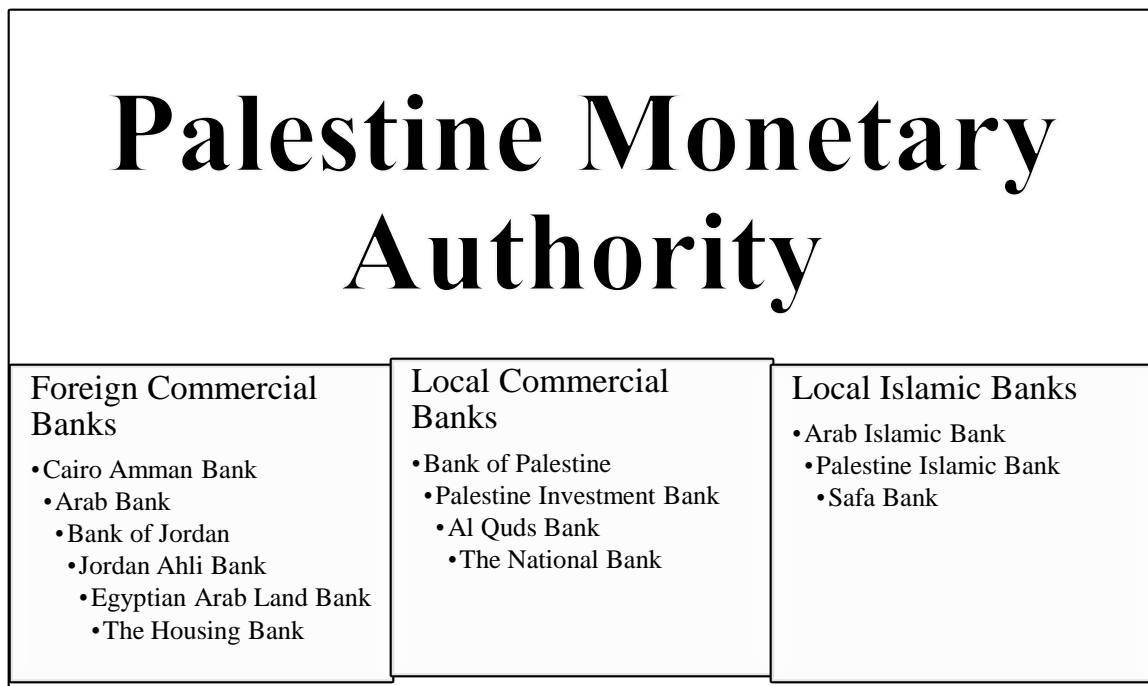 Palestine Monetary
Authority
Foreign Commercial
Banks
•Cairo Amman Bank
•Arab Bank
•Bank of Jordan
•Jordan Ahli Bank
•Egyptian Arab Land Bank
•The Housing Bank
Local Commercial
Banks
•Bank of Palestine
•Palestine Investment Bank
•Al Quds Bank
•The National Bank
Local Islamic Banks
•Arab Islamic Bank
•Palestine Islamic Bank
•Safa Bank